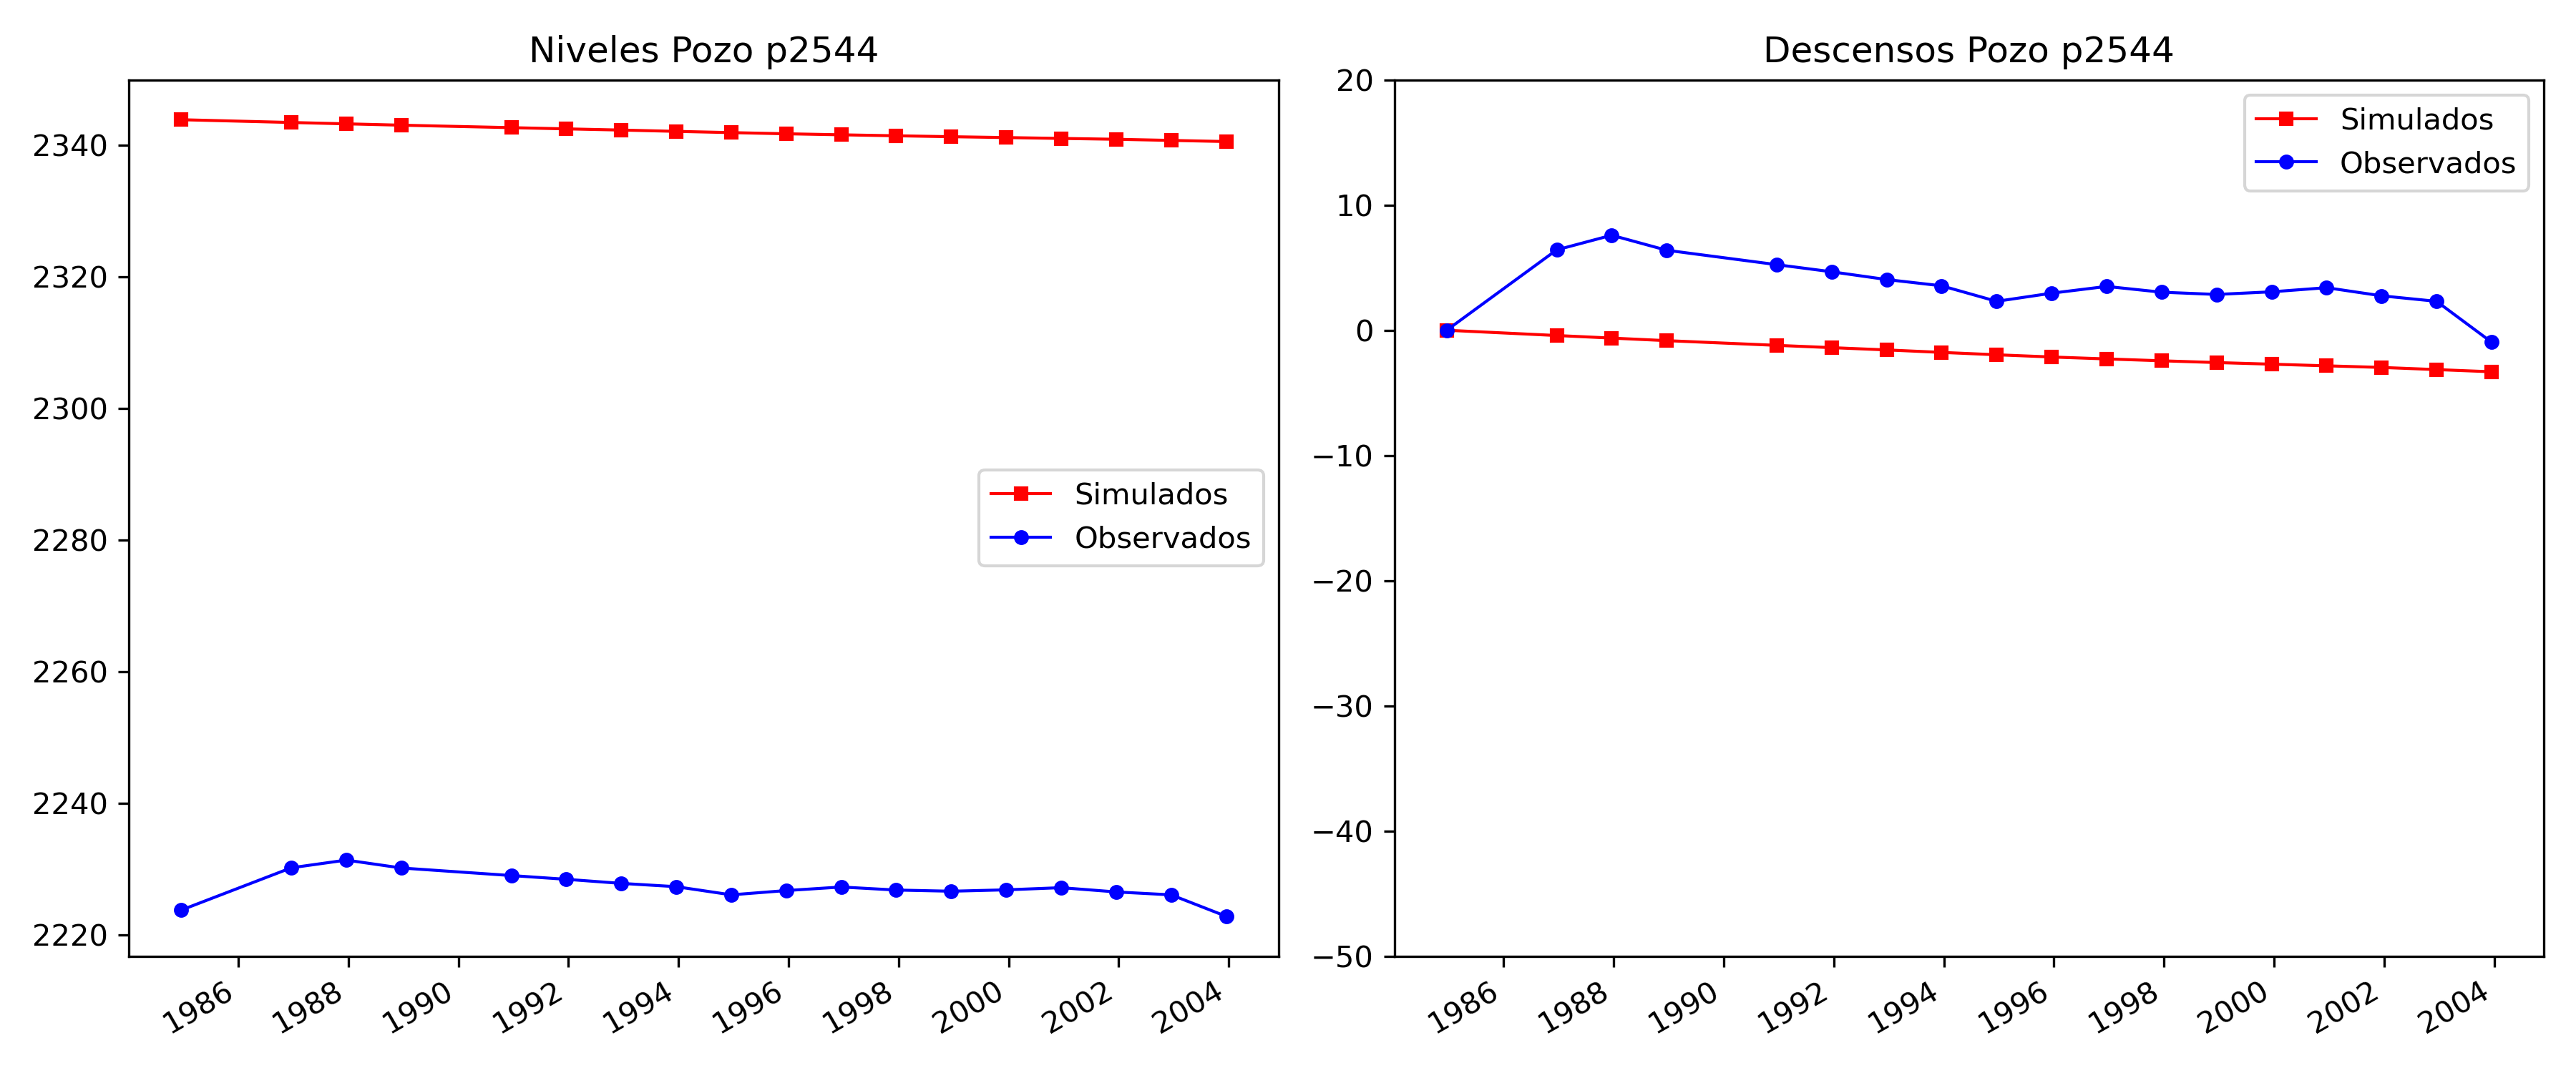 Niveles Pozo p2544
2340
2320
2300
2280
2260
2240
2220
Simulados
Observados
1986 1988 1990 1992 1994 1996 1998 2000 2002 2004
Descensos Pozo p2544
20
10
0
−10
−20
−30
−40
−50
Simulados
Observados
1986 1988 1990 1992 1994 1996 1998 2000 2002 2004